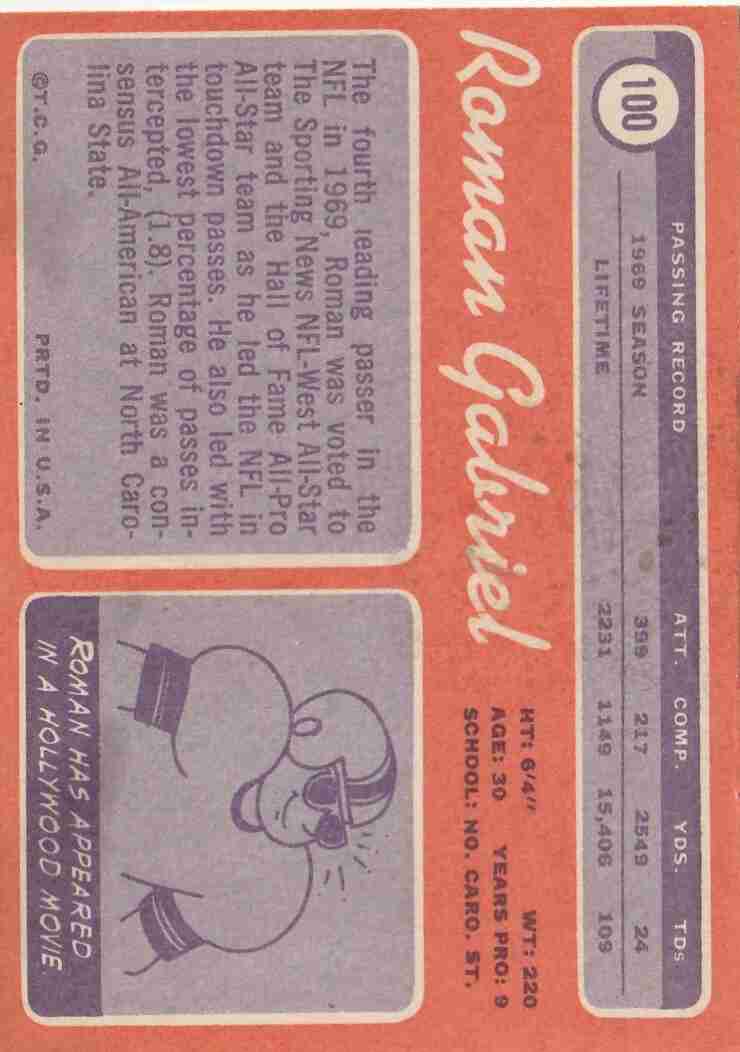 100
PASSING RECORD ATT. COMP. YDS. TDs
1969 SEASON 399 217 2549 24
LIFETIME 2231 1149 15,406 109
Roman Gabriel
HT: 6'4" WT: 220
AGE: 30 YEARS PRO: 9
SCHOOL: NO. CARO. ST.
The fourth leading passer in the
NFL in 1969, Roman was voted to
The Sporting News NFL-West All-Star
team and the Hall of Fame All-Pro
All-Star team as he led the NFL in
touchdown passes. He also led with
the lowest percentage of passes in-
tercepted, (1.8). Roman was a con-
sensus All-American at North Caro-
lina State.
©T.C.G. PRTD. IN U.S.A.
ROMAN HAS APPEARED
IN A HOLLYWOOD MOVIE.